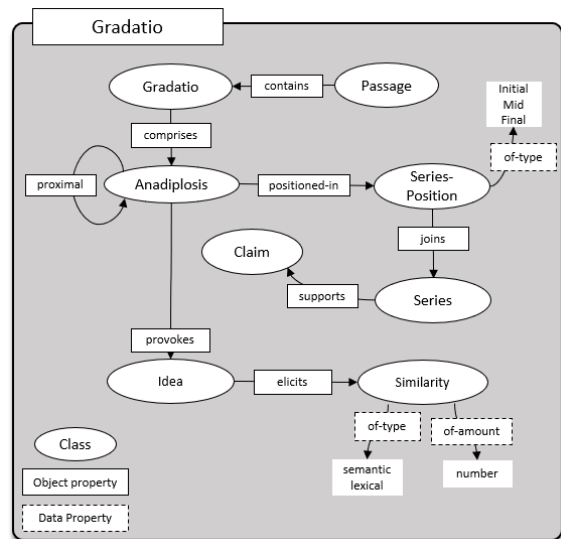 Gradatio
Gradatio
contains
Passage
Initial
Mid
Final
comprises
of-type
proximal
Anadiplosis
positioned-in
Series-
Position
joins
Claim
supports
Series
provokes
Idea
elicits
Similarity
of-type
of-amount
Class
semantic
lexical
number
Object property
Data Property